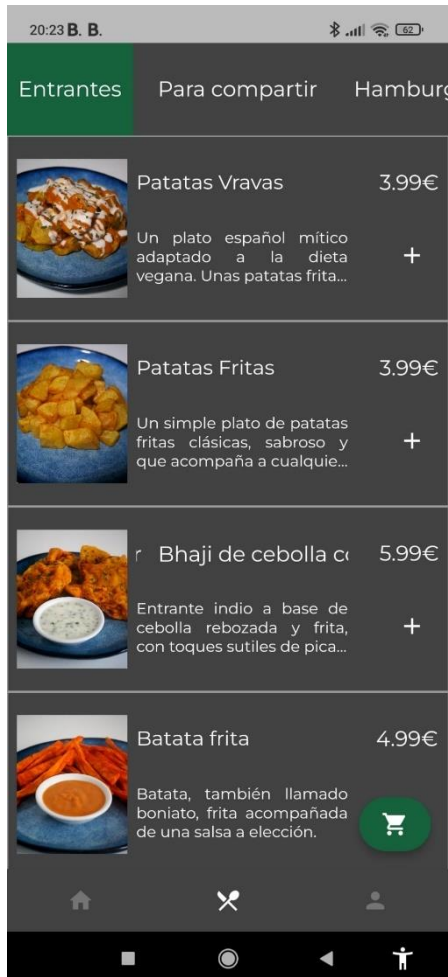 20:23 B. B.
62
Entrantes Para compartir Hamburg
Patatas Vravas 3.99€
Un plato español mítico
adaptado a la dieta
vegana. Unas patatas frita...
+
Patatas Fritas 3.99€
Un simple plato de patatas
fritas clásicas, sabroso y
que acompaña a cualquie...
+
r Bhaji de cebolla co 5.99€
Entrante indio a base de
cebolla rebozada y frita,
con toques sutiles de pica...
+
Batata frita 4.99€
Batata, también llamado
boniato, frita acompañada
de una salsa a elección.